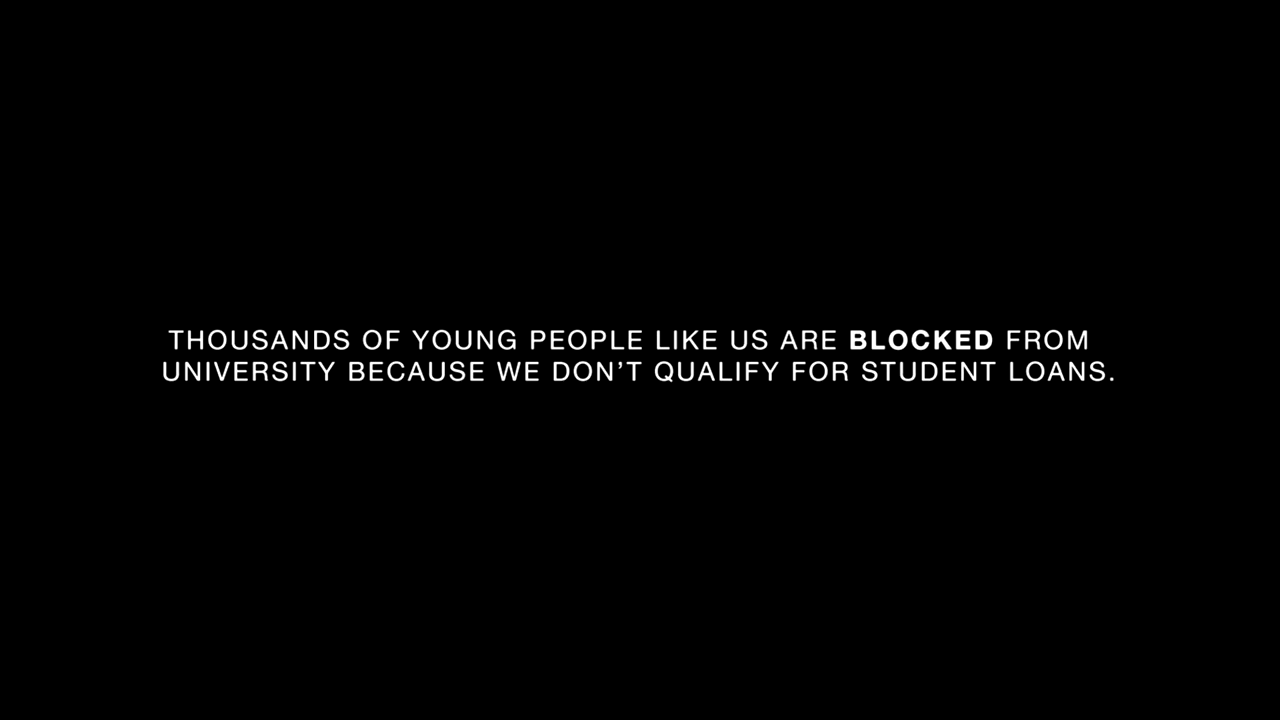 THOUSANDS OF YOUNG PEOPLE LIKE US ARE BLOCKED FROM
UNIVERSITY BECAUSE WE DON’T QUALIFY FOR STUDENT LOANS.